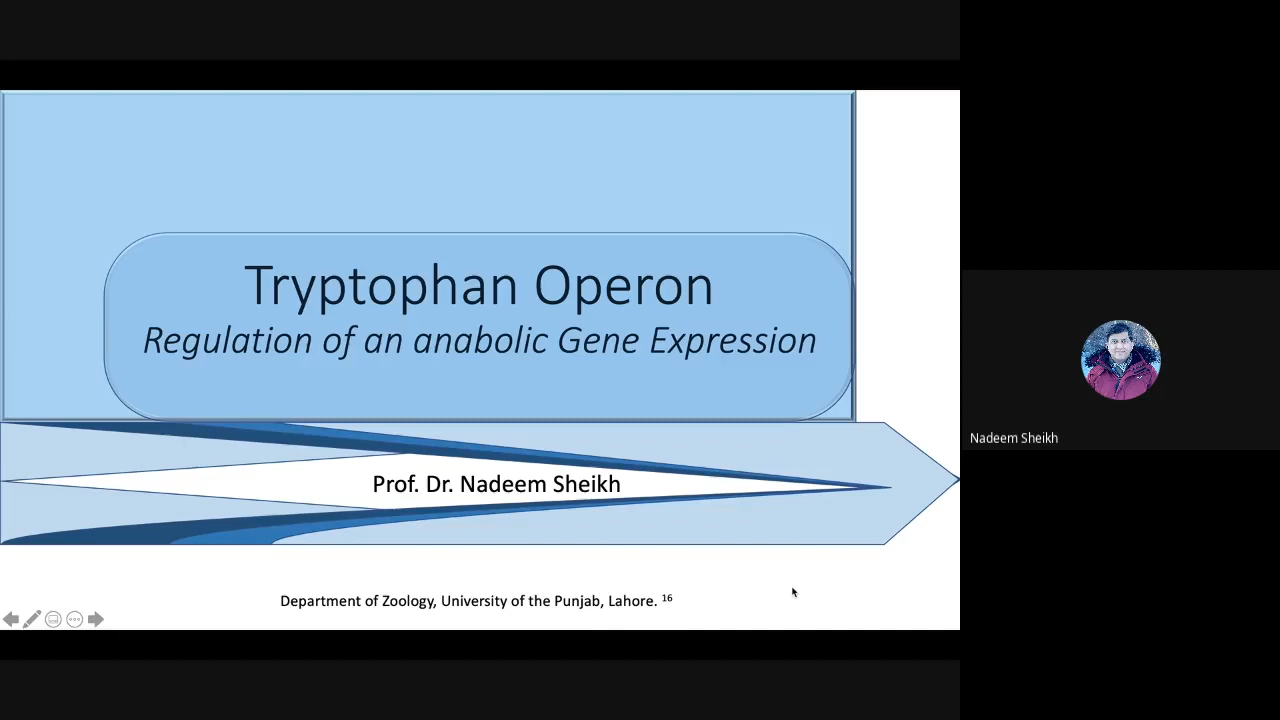 Tryptophan Operon
Regulation of an anabolic Gene Expression
Prof. Dr. Nadeem Sheikh
Department of Zoology, University of the Punjab, Lahore. 16
Nadeem Sheikh